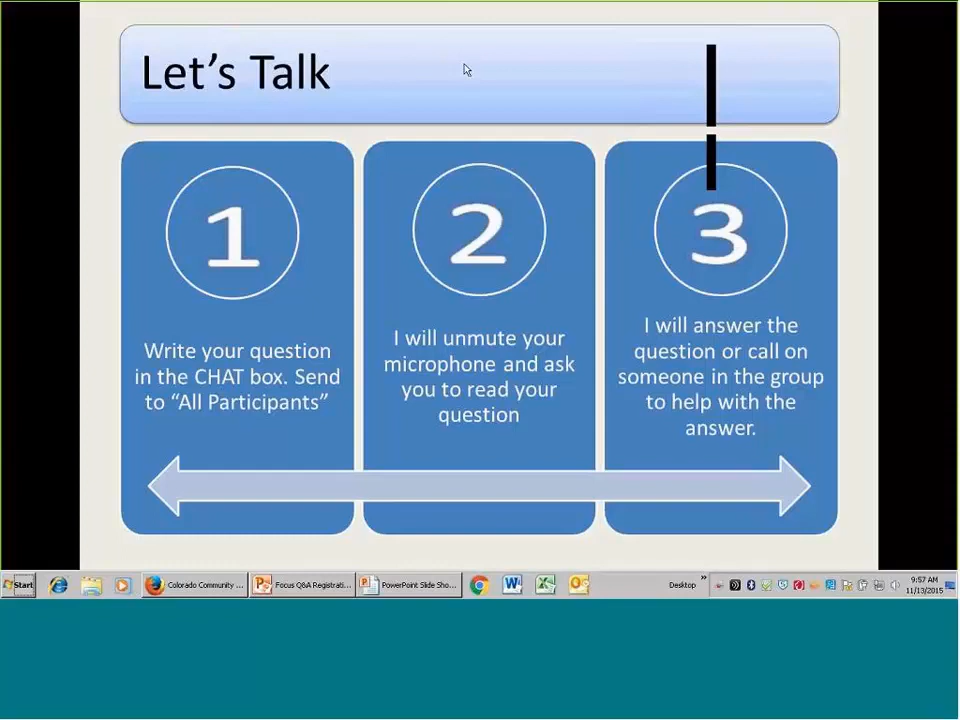 Let's Talk
1
2
3
Write your question
in the CHAT box. Send
to “All Participants”
I will unmute your
microphone and ask
you to read your
question
I will answer the
question or call on
someone in the group
to help with the
answer.
Start
Colorado Community ...
Focus Q&A Registrati...
PowerPoint Slide Sho...
Desktop
9:57 AM
11/13/2015